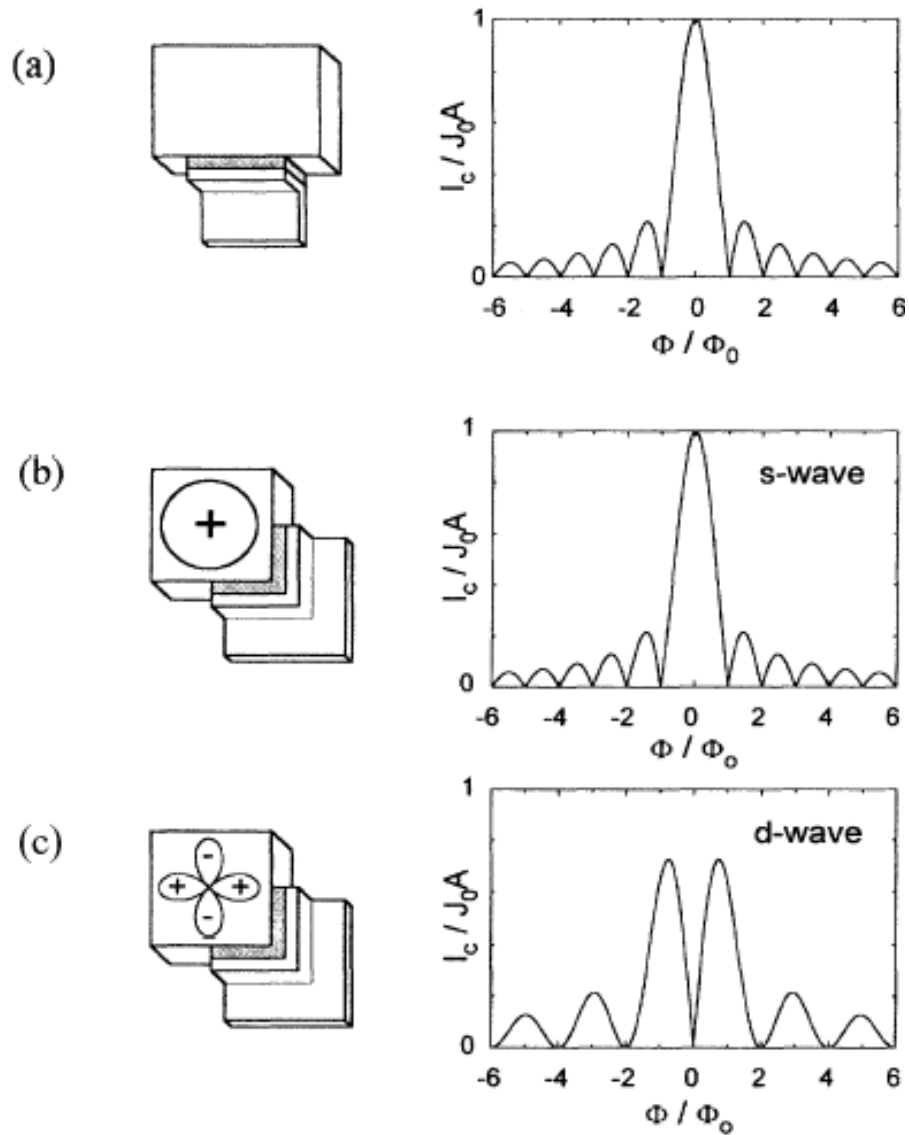 (a)
1
I_c / J_0A
0
-6 -4 -2 0 2 4 6
Φ / Φ_0
(b)
+
1
s-wave
I_c / J_0A
0
-6 -4 -2 0 2 4 6
Φ / Φ_o
(c)
-
+ +
-
1
d-wave
I_c / J_0A
0
-6 -4 -2 0 2 4 6
Φ / Φ_o